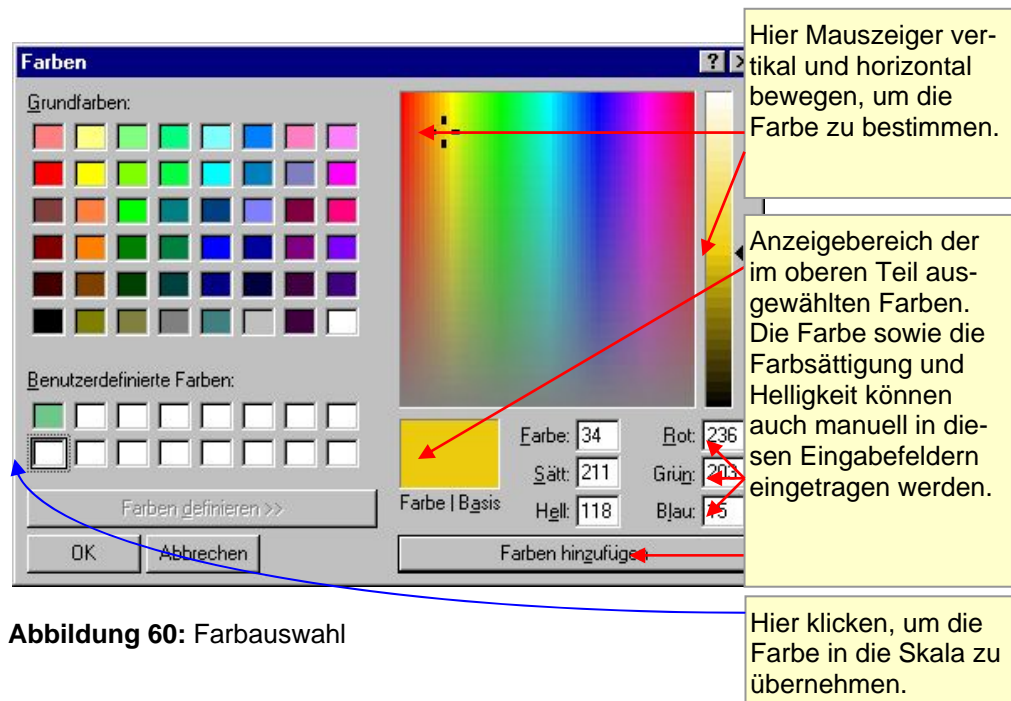 Farben
Grundfarben:
Benutzerdefinierte Farben:
Farben definieren >>
OK
Abbrechen
Farbe | Basis
Farbe: 34
Sätt: 211
Hell: 118
Rot: 236
Grün: 203
Blau: 15
Farben hinzufügen
Hier Mauszeiger ver-
tikal und horizontal
bewegen, um die
Farbe zu bestimmen.
Anzeigebereich der
im oberen Teil aus-
gewählten Farben.
Die Farbe sowie die
Farbsättigung und
Helligkeit können
auch manuell in die-
sen Eingabefeldern
eingetragen werden.
Hier klicken, um die
Farbe in die Skala zu
übernehmen.
Abbildung 60: Farbauswahl